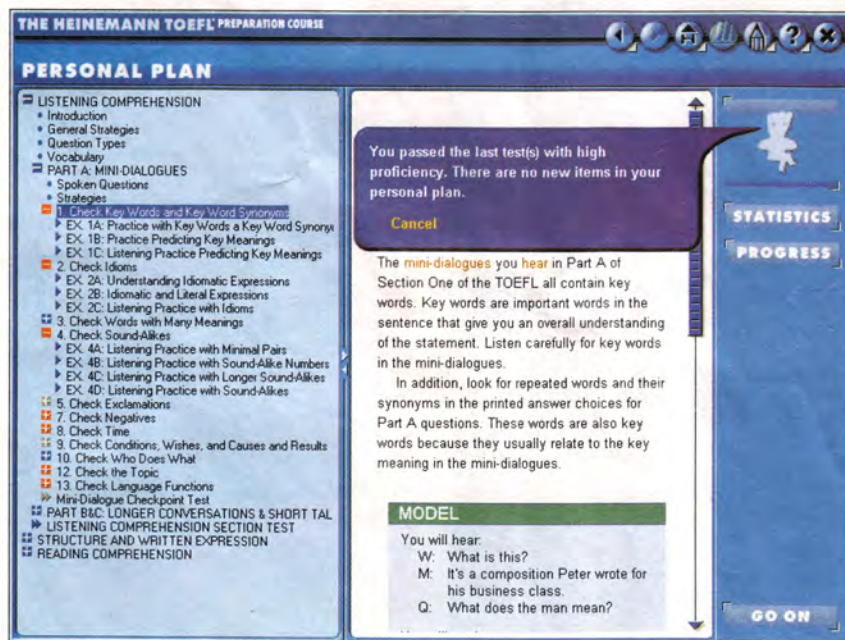 THE HEINEMANN TOEFL PREPARATION COURSE
PERSONAL PLAN
LISTENING COMPREHENSION
Introduction
General Strategies
Question Types
Vocabulary
PART A: MINI-DIALOGUES
Spoken Questions
Strategies
1. Check Key Words and Key Word Synonyms
EX. 1A: Practice with Key Words a Key Word Synony
EX. 1B: Practice Predicting Key Meanings
EX. 1C: Listening Practice Predicting Key Meanings
2. Check Idioms
EX. 2A: Understanding Idiomatic Expressions
EX. 2B: Idiomatic and Literal Expressions
EX. 2C: Listening Practice with Idioms
3. Check Words with Many Meanings
4. Check Sound-Alikes
EX. 4A: Listening Practice with Minimal Pairs
EX. 4B: Listening Practice with Sound-Alike Numbers
EX. 4C: Listening Practice with Longer Sound-Alikes
EX. 4D: Listening Practice with Sound-Alikes
5. Check Exclamations
7. Check Negatives
8. Check Time
9. Check Conditions, Wishes, and Causes and Results
10. Check Who Does What
12. Check the Topic
13. Check Language Functions
Mini-Dialogue Checkpoint Test
PART B&C: LONGER CONVERSATIONS & SHORT TAL
LISTENING COMPREHENSION SECTION TEST
STRUCTURE AND WRITTEN EXPRESSION
READING COMPREHENSION
You passed the last test(s) with high
proficiency. There are no new items in your
personal plan.
Cancel
The mini-dialogues you hear in Part A of
Section One of the TOEFL all contain key
words. Key words are important words in the
sentence that give you an overall understanding
of the statement. Listen carefully for key words
in the mini-dialogues.
In addition, look for repeated words and their
synonyms in the printed answer choices for
Part A questions. These words are also key
words because they usually relate to the key
meaning in the mini-dialogues.
MODEL
You will hear:
W: What is this?
M: It's a composition Peter wrote for
his business class.
Q: What does the man mean?
STATISTICS
PROGRESS
GO ON